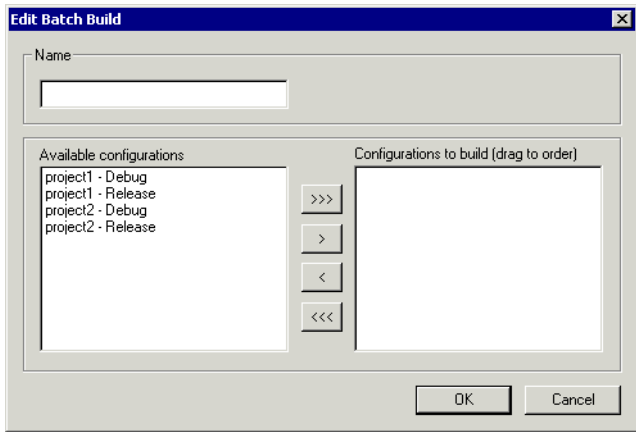 Edit Batch Build
Name
Available configurations
Configurations to build (drag to order)
project1 - Debug
project1 - Release
project2 - Debug
project2 - Release
>>>
>
<
<<<
OK
Cancel